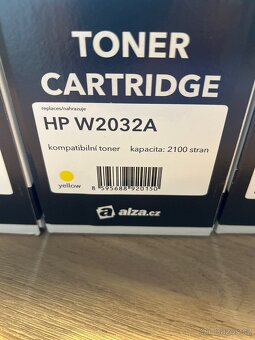 TONER
CARTRIDGE
replaces/nahrazuje
HP W2032A
kompatibilní toner kapacita: 2100 stran
yellow
8 595688 920150
alza.cz